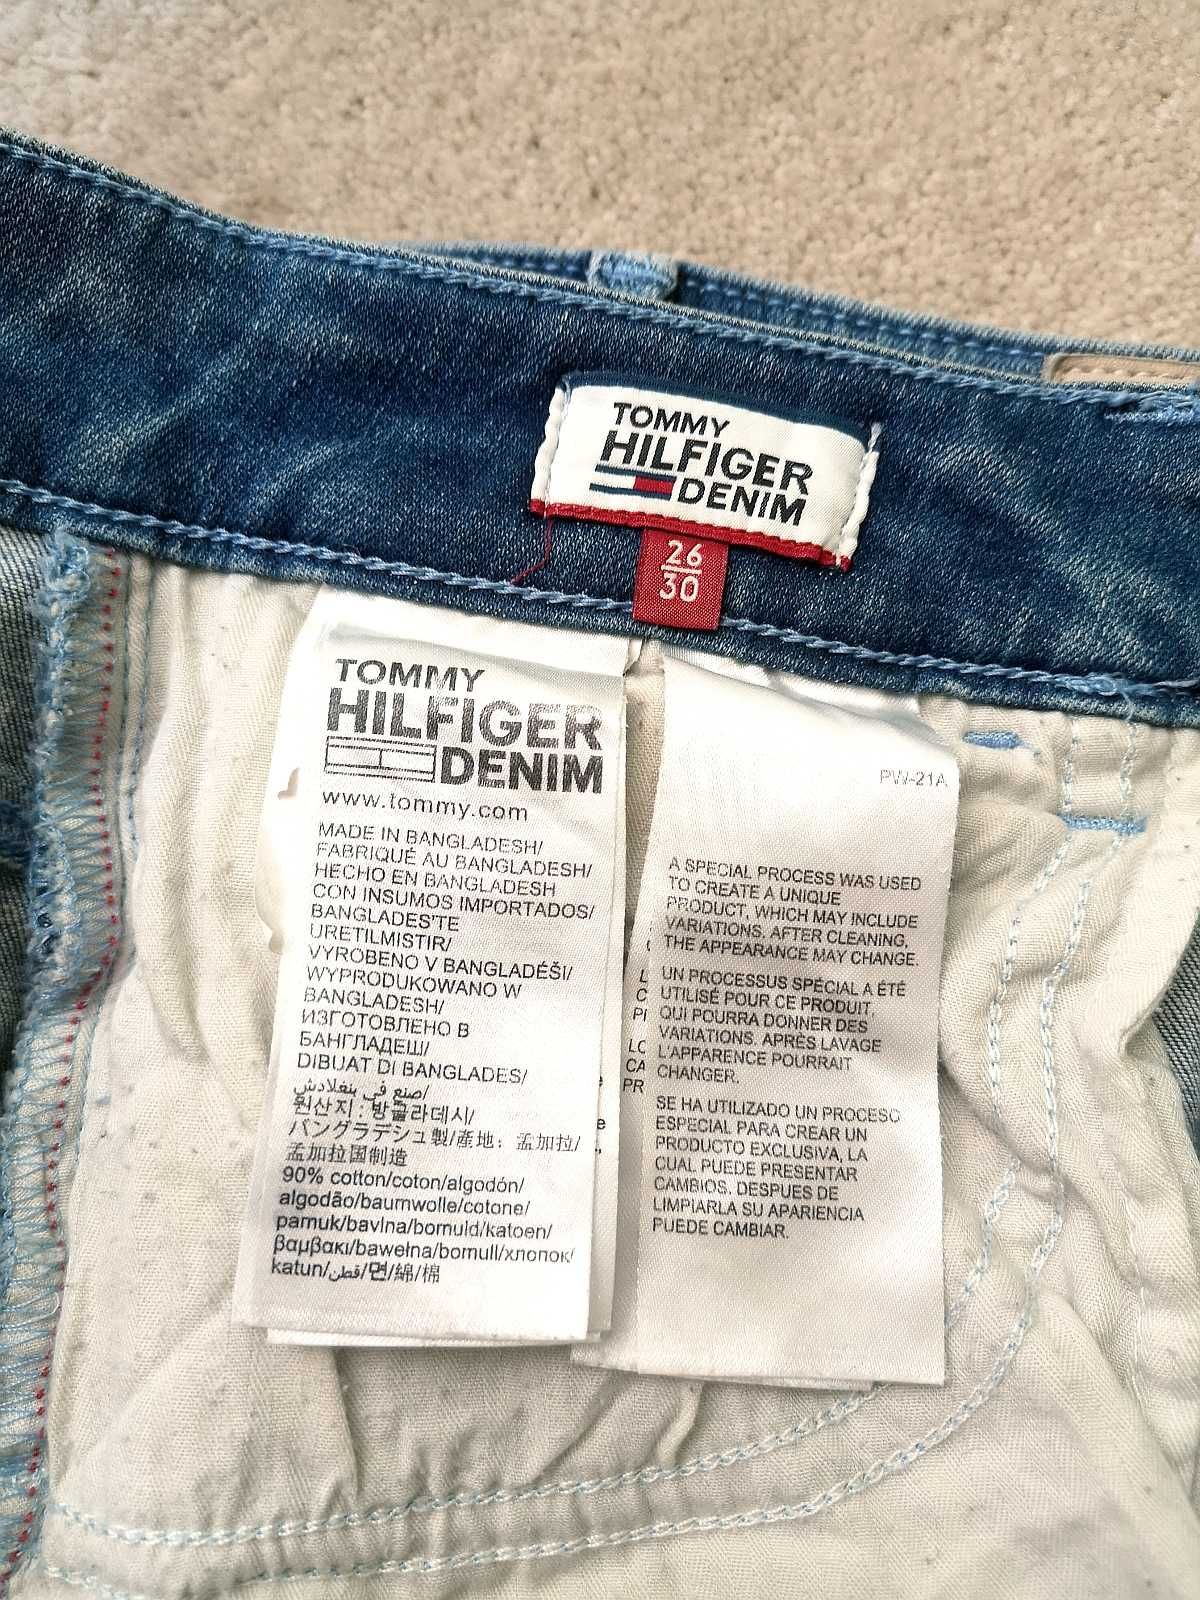 TOMMY
HILFIGER
DENIM
26
30
TOMMY
HILFIGER
DENIM
www.tommy.com
MADE IN BANGLADESH/
FABRIQUÉ AU BANGLADESH/
HECHO EN BANGLADESH
CON INSUMOS IMPORTADOS/
BANGLADES'TE
URETILMISTIR/
VYROBENO V BANGLADÉŠI/
WYPRODUKOWANO W
BANGLADESH/
ИЗГОТОВЛЕНО В
БАНГЛАДЕШ/
DIBUAT DI BANGLADES/
صنع في بنغلادش/
원산지 : 방글라데시/
バングラデシュ製/產地：孟加拉/
孟加拉国制造
90% cotton/coton/algodón/
algodão/baumwolle/cotone/
pamuk/bavlna/bomuld/katoen/
βαμβακι/bawełna/bomull/хлопок/
katun/قطن/면/綿/棉
PW-21A
A SPECIAL PROCESS WAS USED
TO CREATE A UNIQUE
PRODUCT, WHICH MAY INCLUDE
VARIATIONS. AFTER CLEANING,
THE APPEARANCE MAY CHANGE.
UN PROCESSUS SPÉCIAL A ÉTÉ
UTILISÉ POUR CE PRODUIT,
QUI POURRA DONNER DES
VARIATIONS. APRÈS LAVAGE
L'APPARENCE POURRAIT
CHANGER.
SE HA UTILIZADO UN PROCESO
ESPECIAL PARA CREAR UN
PRODUCTO EXCLUSIVA, LA
CUAL PUEDE PRESENTAR
CAMBIOS. DESPUES DE
LIMPIARLA SU APARIENCIA
PUEDE CAMBIAR.